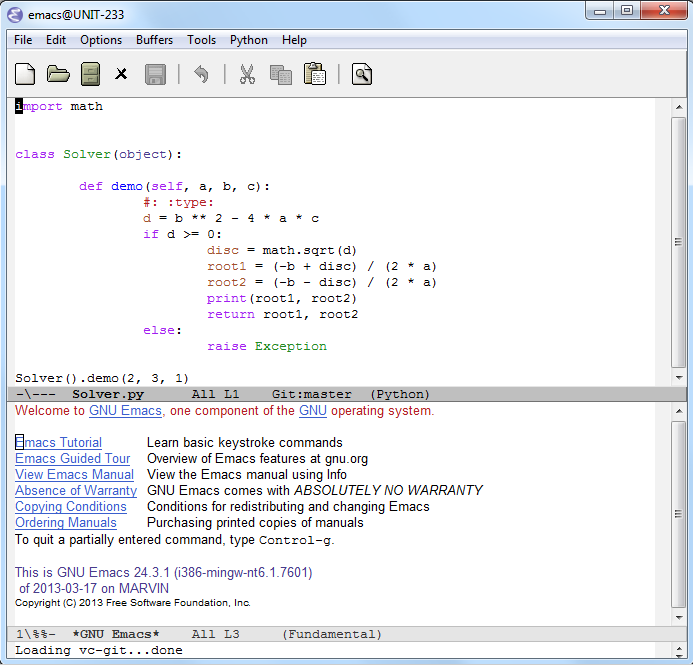 emacs@UNIT-233
File Edit Options Buffers Tools Python Help
import math
class Solver(object):
def demo(self, a, b, c):
#: :type:
d = b ** 2 - 4 * a * c
if d >= 0:
disc = math.sqrt(d)
root1 = (-b + disc) / (2 * a)
root2 = (-b - disc) / (2 * a)
print(root1, root2)
return root1, root2
else:
raise Exception
Solver().demo(2, 3, 1)
-\--- Solver.py All L1 Git:master (Python)
Welcome to GNU Emacs, one component of the GNU operating system.
Emacs Tutorial Learn basic keystroke commands
Emacs Guided Tour Overview of Emacs features at gnu.org
View Emacs Manual View the Emacs manual using Info
Absence of Warranty GNU Emacs comes with ABSOLUTELY NO WARRANTY
Copying Conditions Conditions for redistributing and changing Emacs
Ordering Manuals Purchasing printed copies of manuals
To quit a partially entered command, type Control-g.
This is GNU Emacs 24.3.1 (i386-mingw-nt6.1.7601)
of 2013-03-17 on MARVIN
Copyright (C) 2013 Free Software Foundation, Inc.
1\%%- *GNU Emacs* All L3 (Fundamental)
Loading vc-git...done